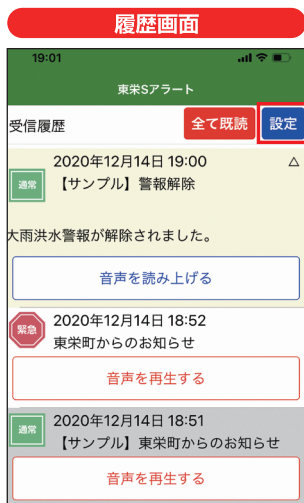 履歴画面
19:01
東栄Sアラート
受信履歴 全て既読 設定
2020年12月14日 19:00 △
通常 【サンプル】警報解除
大雨洪水警報が解除されました。
音声を読み上げる
2020年12月14日 18:52
緊急 東栄町からのお知らせ
音声を再生する
2020年12月14日 18:51
通常 【サンプル】東栄町からのお知らせ
音声を再生する